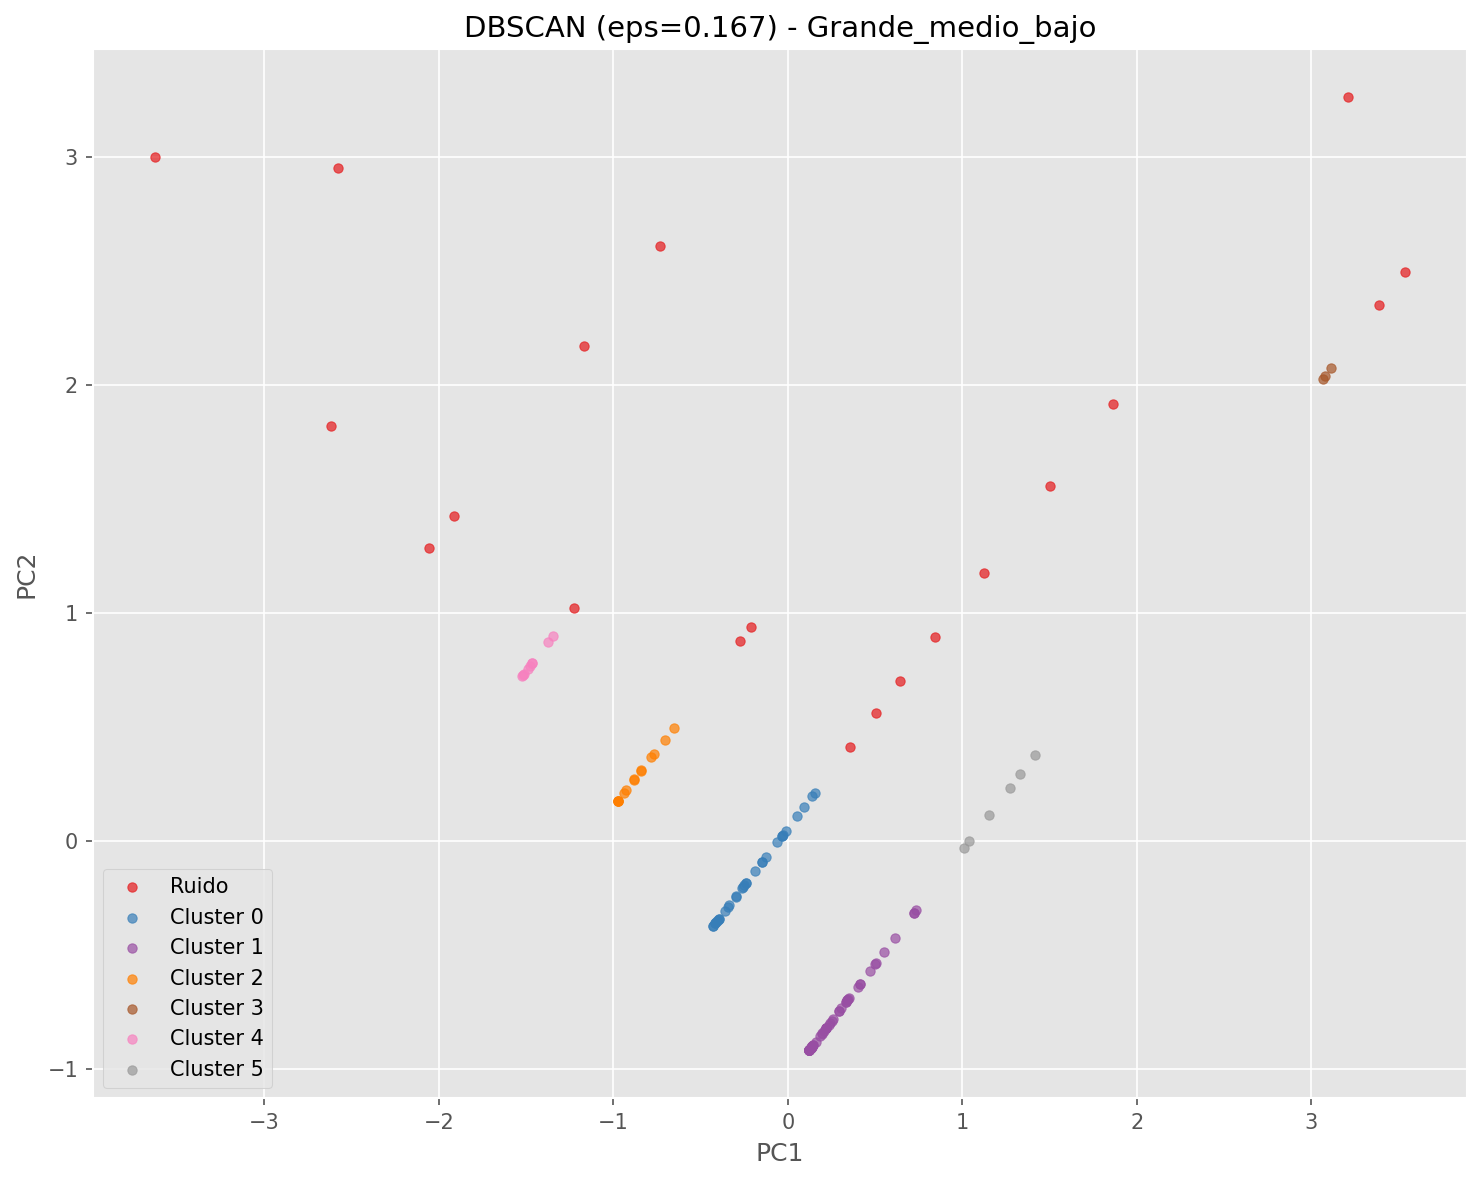 DBSCAN (eps=0.167) - Grande_medio_bajo
3
2
1
0
−1
PC2
Ruido
Cluster 0
Cluster 1
Cluster 2
Cluster 3
Cluster 4
Cluster 5
−3 −2 −1 0 1 2 3
PC1